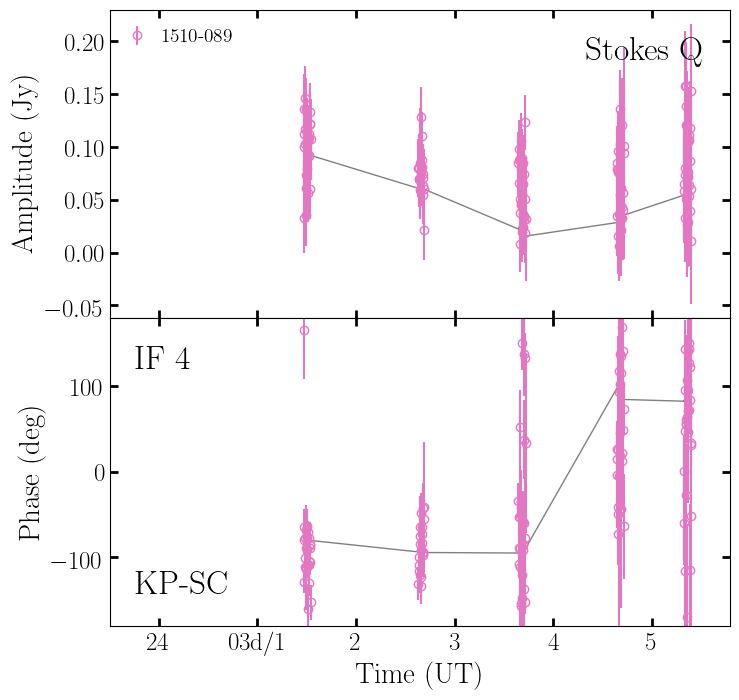 1510-089
Stokes Q
0.20
0.15
0.10
0.05
0.00
−0.05
Amplitude (Jy)
IF 4
KP-SC
100
0
−100
Phase (deg)
24 03d/1 2 3 4 5
Time (UT)